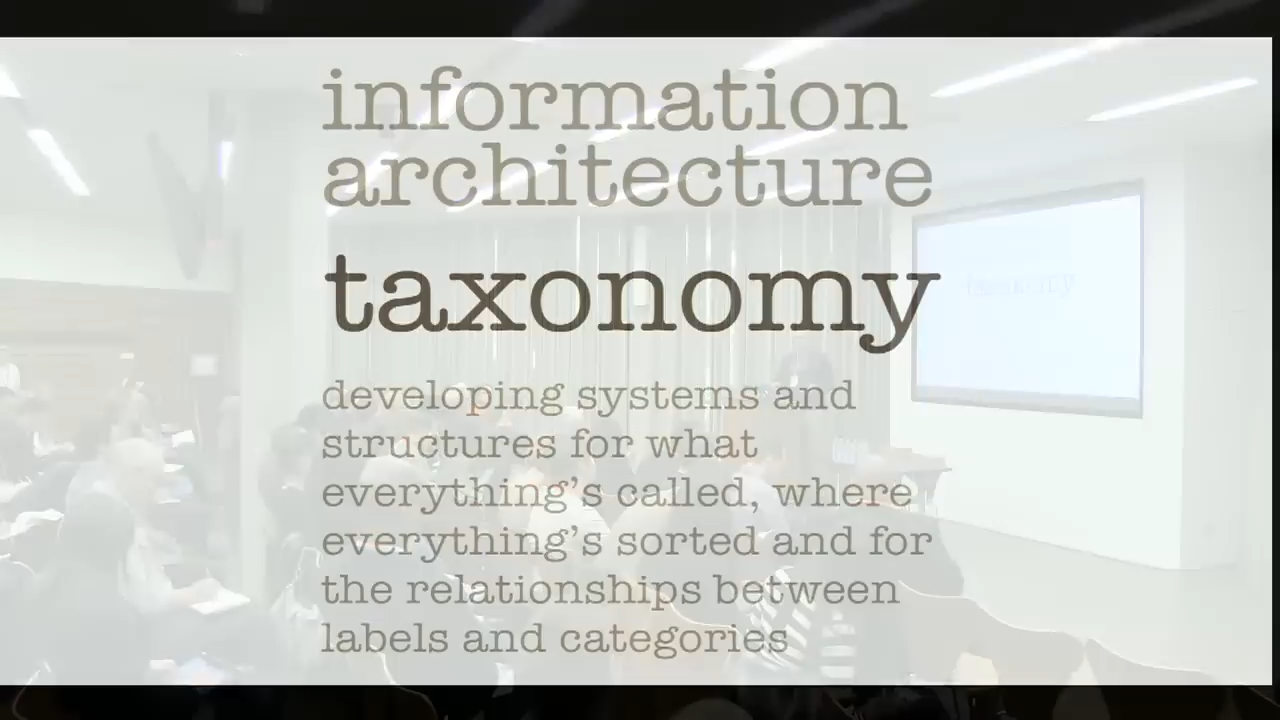 information
architecture
taxonomy
developing systems and
structures for what
everything's called, where
everything's sorted and for
the relationships between
labels and categories
taxonomy